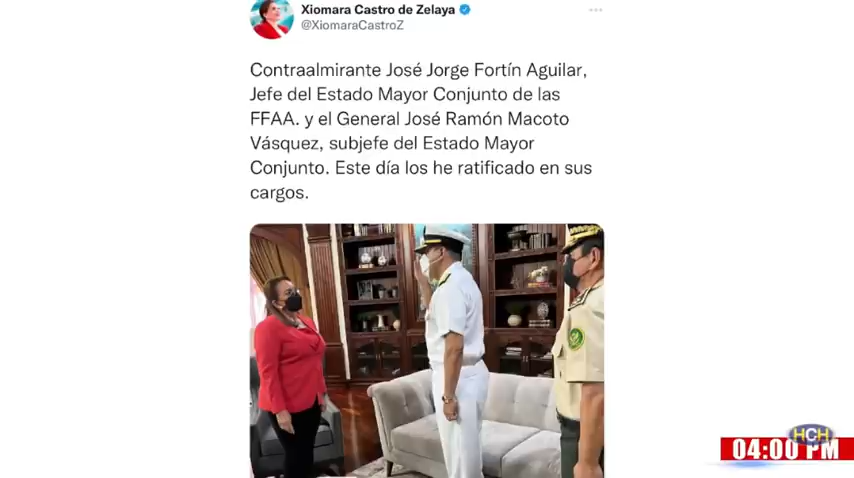 Xiomara Castro de Zelaya
@XiomaraCastroZ
Contraalmirante José Jorge Fortín Aguilar,
Jefe del Estado Mayor Conjunto de las
FFAA. y el General José Ramón Macoto
Vásquez, subjefe del Estado Mayor
Conjunto. Este día los he ratificado en sus
cargos.
HCH
04:00 PM